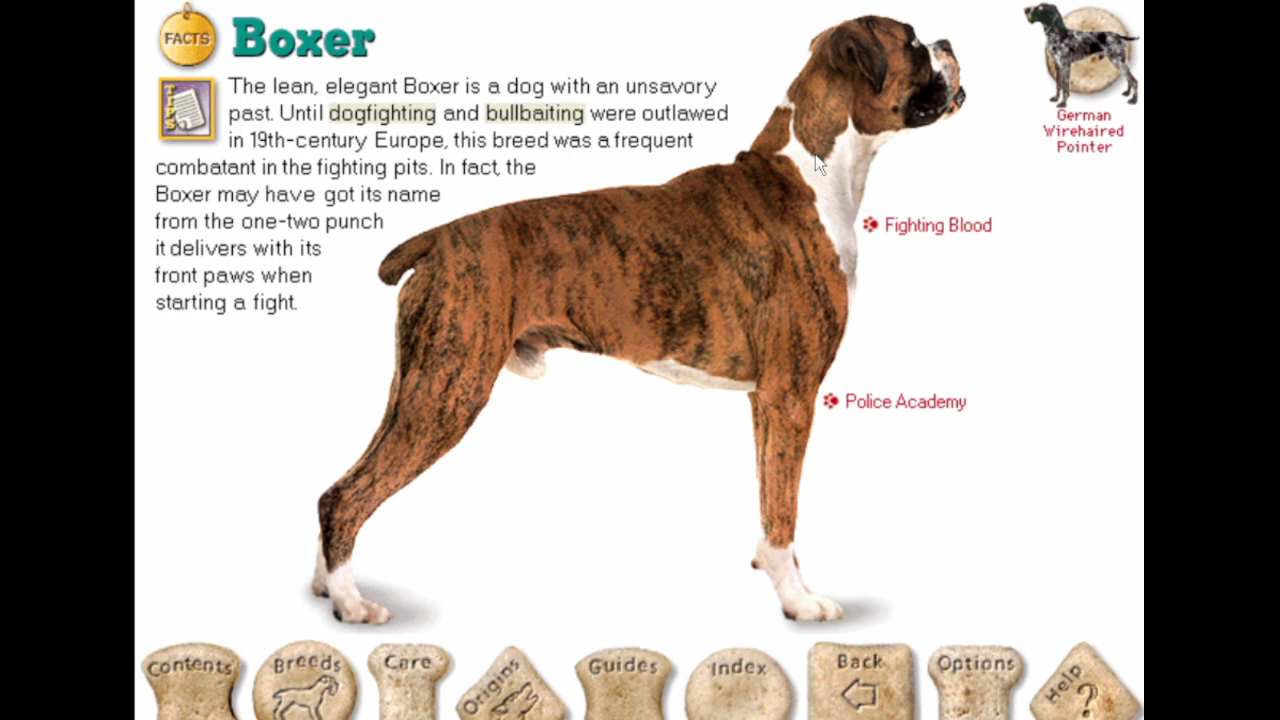 FACTS
Boxer
TIPS
The lean, elegant Boxer is a dog with an unsavory
past. Until dogfighting and bullbaiting were outlawed
in 19th-century Europe, this breed was a frequent
combatant in the fighting pits. In fact, the
Boxer may have got its name
from the one-two punch
it delivers with its
front paws when
starting a fight.
German
Wirehaired
Pointer
Fighting Blood
Police Academy
Contents
Breeds
Care
Origins
Guides
Index
Back
Options
Help
?